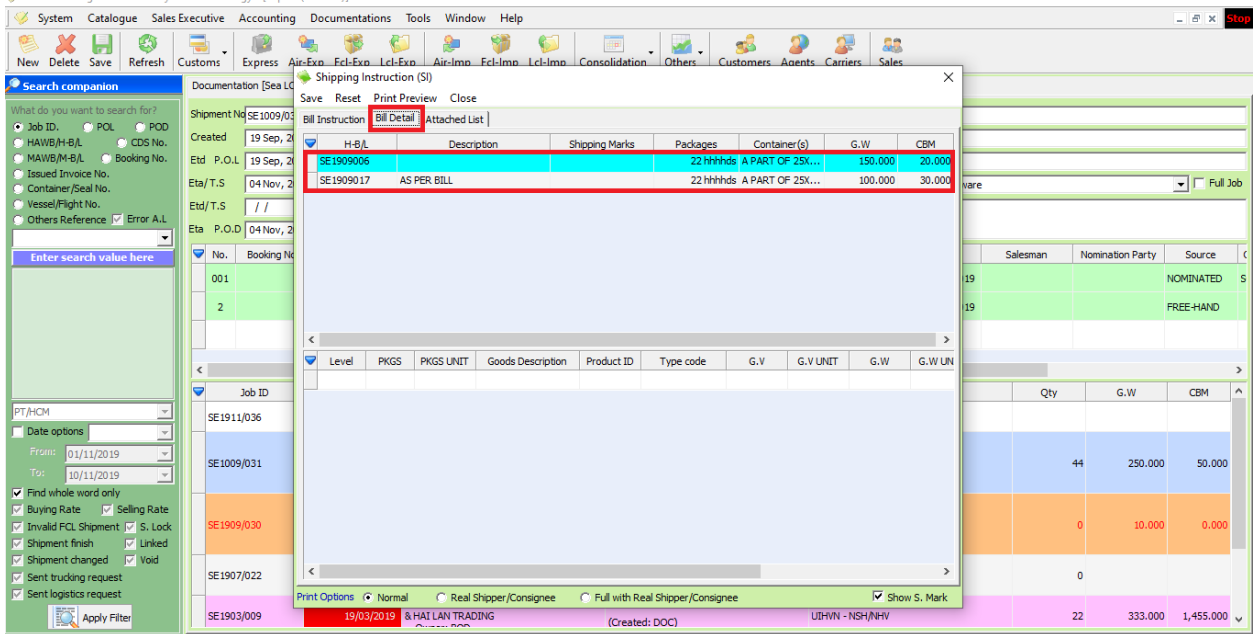 System Catalogue Sales Executive Accounting Documentations Tools Window Help
Stop
New Delete Save Refresh Customs Express Air-Exp Fcl-Exp Lcl-Exp Air-Imp Fcl-Imp Lcl-Imp Consolidation Others Customers Agents Carriers Sales
Search companion
What do you want to search for?
Job ID. POL POD
HAWB/H-B/L CDS No.
MAWB/M-B/L Booking No.
Issued Invoice No.
Container/Seal No.
Vessel/Flight No.
Others Reference Error A.L
Enter search value here
PT/HCM
Date options
From: 01/11/2019
To: 10/11/2019
Find whole word only
Buying Rate Selling Rate
Invalid FCL Shipment S. Lock
Shipment finish Linked
Shipment changed Void
Sent trucking request
Sent logistics request
Apply Filter
Documentation [Sea LC
Shipment No SE1009/03
Created 19 Sep, 2
Etd P.O.L 19 Sep, 2
Eta/T.S 04 Nov, 2
Etd/T.S / /
Eta P.O.D 04 Nov, 2
Full Job
No. Booking No
001
2
Salesman Nomination Party Source
19 NOMINATED S
19 FREE-HAND
Shipping Instruction (SI)
Save Reset Print Preview Close
Bill Instruction Bill Detail Attached List
H-B/L Description Shipping Marks Packages Container(s) G.W CBM
SE1909006 22 hhhhds A PART OF 25X... 150.000 20.000
SE1909017 AS PER BILL 22 hhhhds A PART OF 25X... 100.000 30.000
Level PKGS PKGS UNIT Goods Description Product ID Type code G.V G.V UNIT G.W G.W UN
Print Options Normal Real Shipper/Consignee Full with Real Shipper/Consignee Show S. Mark
Job ID Qty G.W CBM
SE1911/036
SE1009/031 44 250.000 50.000
SE1909/030 0 10.000 0.000
SE1907/022 0
SE1903/009 19/03/2019 & HAI LAN TRADING (Created: DOC) UIHVN - NSH/NHV 22 333.000 1,455.000